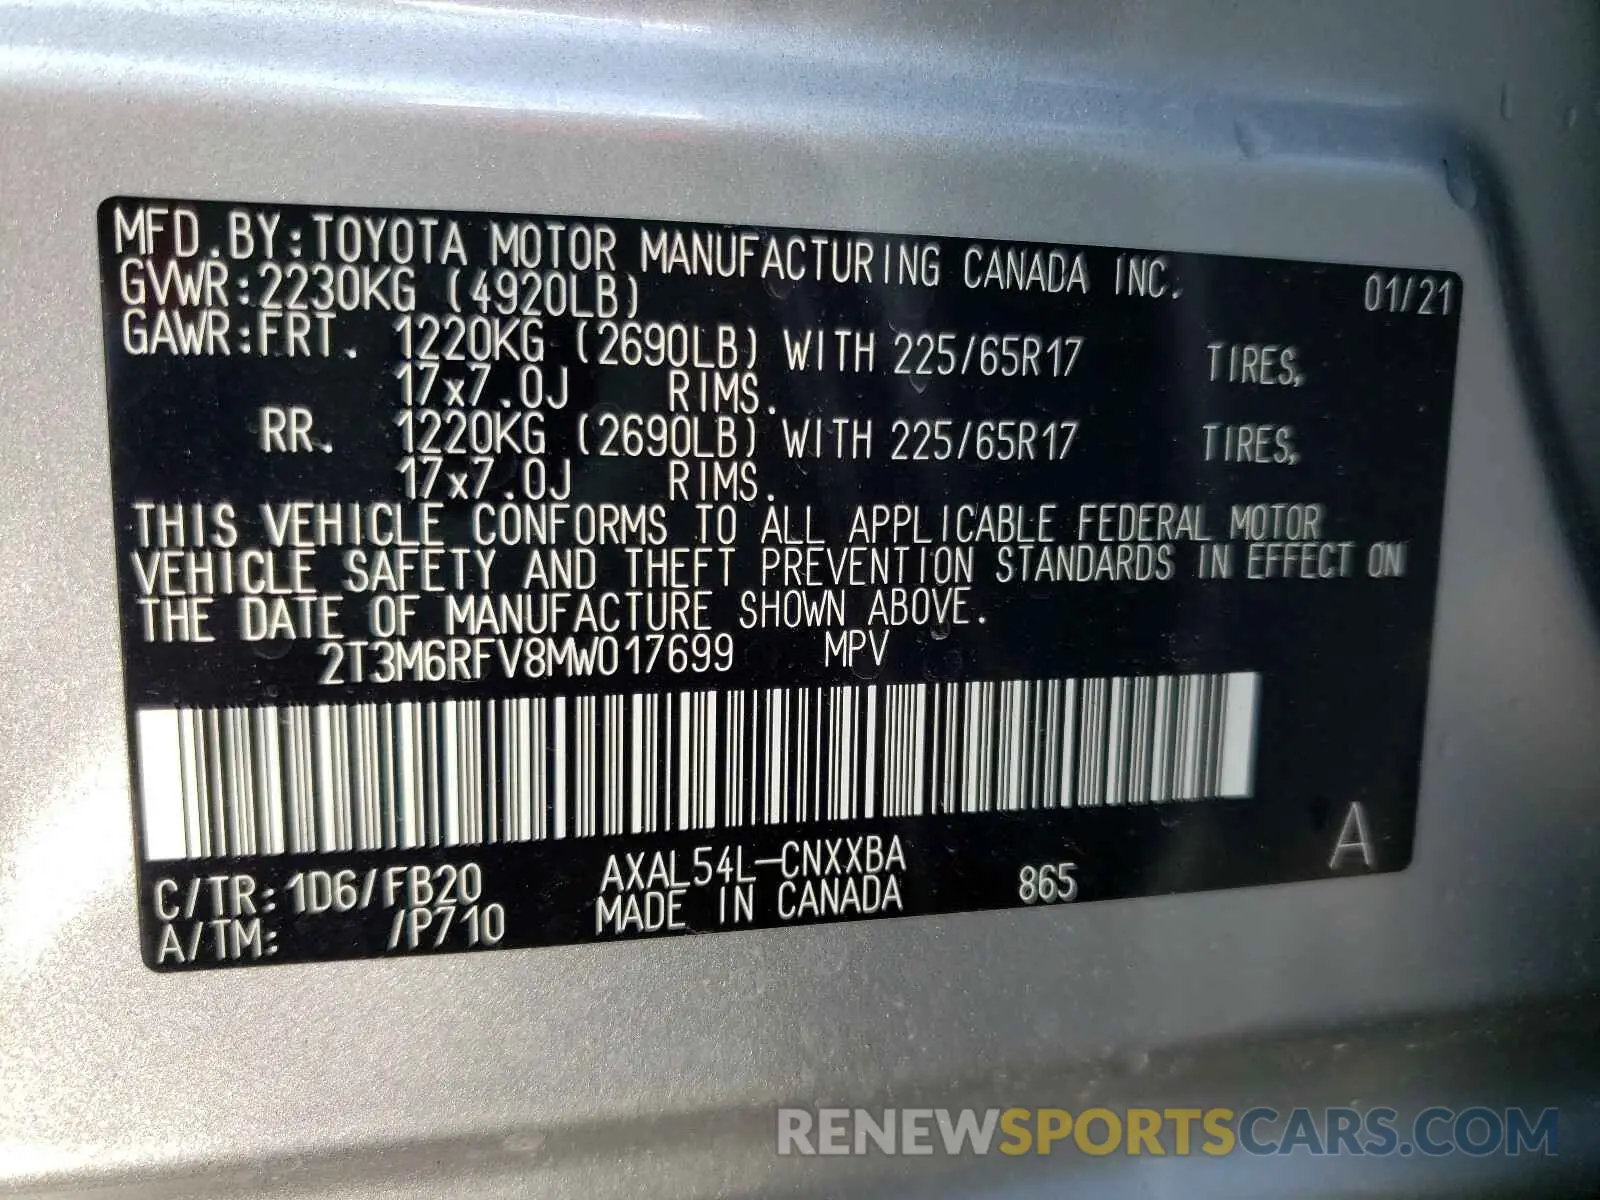 MFD.BY:TOYOTA MOTOR MANUFACTURING CANADA INC. 01/21
GVWR:2230KG (4920LB)
GAWR:FRT. 1220KG (2690LB) WITH 225/65R17 TIRES,
17x7.0J RIMS.
RR. 1220KG (2690LB) WITH 225/65R17 TIRES,
17x7.0J RIMS.
THIS VEHICLE CONFORMS TO ALL APPLICABLE FEDERAL MOTOR
VEHICLE SAFETY AND THEFT PREVENTION STANDARDS IN EFFECT ON
THE DATE OF MANUFACTURE SHOWN ABOVE.
2T3M6RFV8MW017699 MPV
A
C/TR: 1D6/FB20 AXAL54L-CNXXBA 865
A/TM: /P710 MADE IN CANADA
RENEWSPORTSCARS.COM